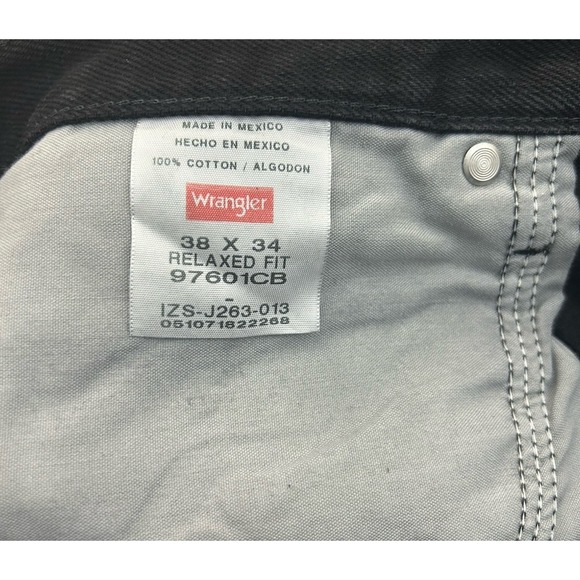 MADE IN MEXICO
HECHO EN MEXICO
100% COTTON / ALGODON
Wrangler
38 X 34
RELAXED FIT
97601CB
-
IZS-J263-013
051071822268